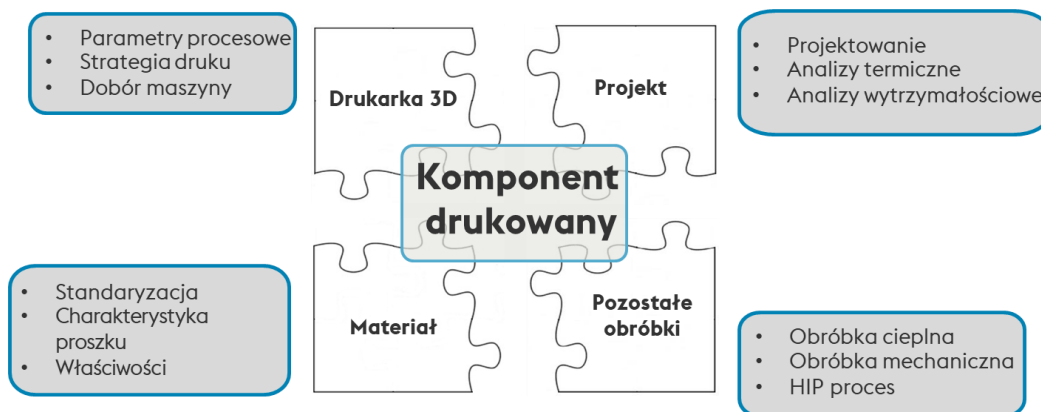 • Parametry procesowe
• Strategia druku
• Dobór maszyny
Drukarka 3D
Projekt
• Projektowanie
• Analizy termiczne
• Analizy wytrzymałościowe
Komponent
drukowany
• Standaryzacja
• Charakterystyka
proszku
• Właściwości
Materiał
Pozostałe
obróbki
• Obróbka cieplna
• Obróbka mechaniczna
• HIP proces